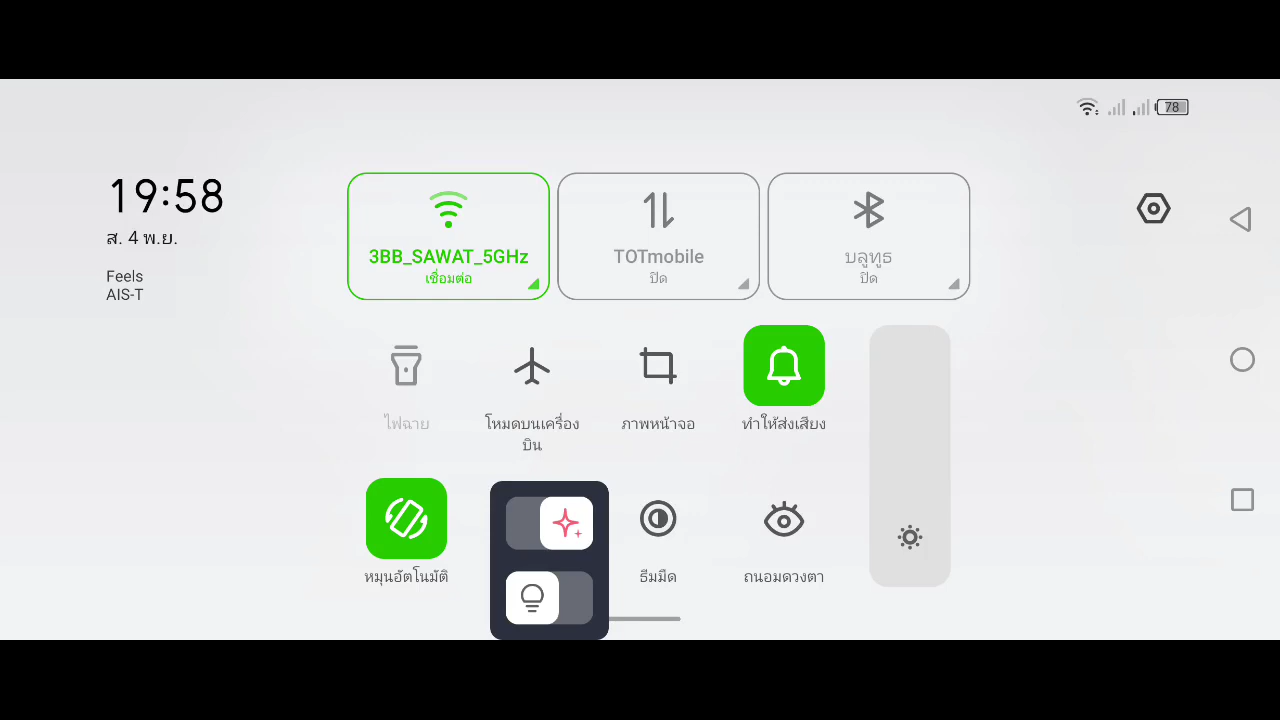 78
19:58
ส. 4 พ.ย.
Feels
AIS-T
3BB_SAWAT_5GHz
เชื่อมต่อ
TOTmobile
ปิด
บลูทูธ
ปิด
ไฟฉาย
โหมดบนเครื่อง
บิน
ภาพหน้าจอ
ทำให้ส่งเสียง
หมุนอัตโนมัติ
ธีมมืด
ถนอมดวงตา